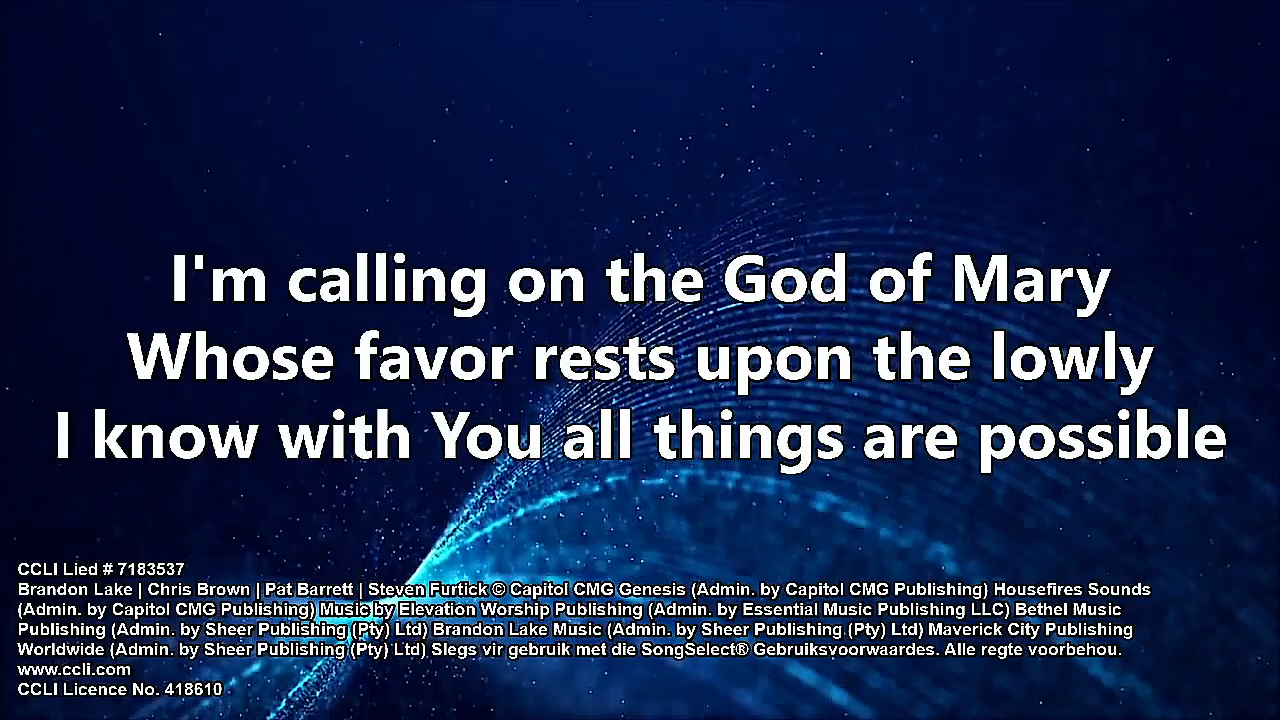 I'm calling on the God of Mary
Whose favor rests upon the lowly
I know with You all things are possible
CCLI Lied # 7183537
Brandon Lake | Chris Brown | Pat Barrett | Steven Furtick © Capitol CMG Genesis (Admin. by Capitol CMG Publishing) Housefires Sounds
(Admin. by Capitol CMG Publishing) Music by Elevation Worship Publishing (Admin. by Essential Music Publishing LLC) Bethel Music
Publishing (Admin. by Sheer Publishing (Pty) Ltd) Brandon Lake Music (Admin. by Sheer Publishing (Pty) Ltd) Maverick City Publishing
Worldwide (Admin. by Sheer Publishing (Pty) Ltd) Slegs vir gebruik met die SongSelect® Gebruiksvoorwaardes. Alle regte voorbehou.
www.ccli.com
CCLI Licence No. 418610